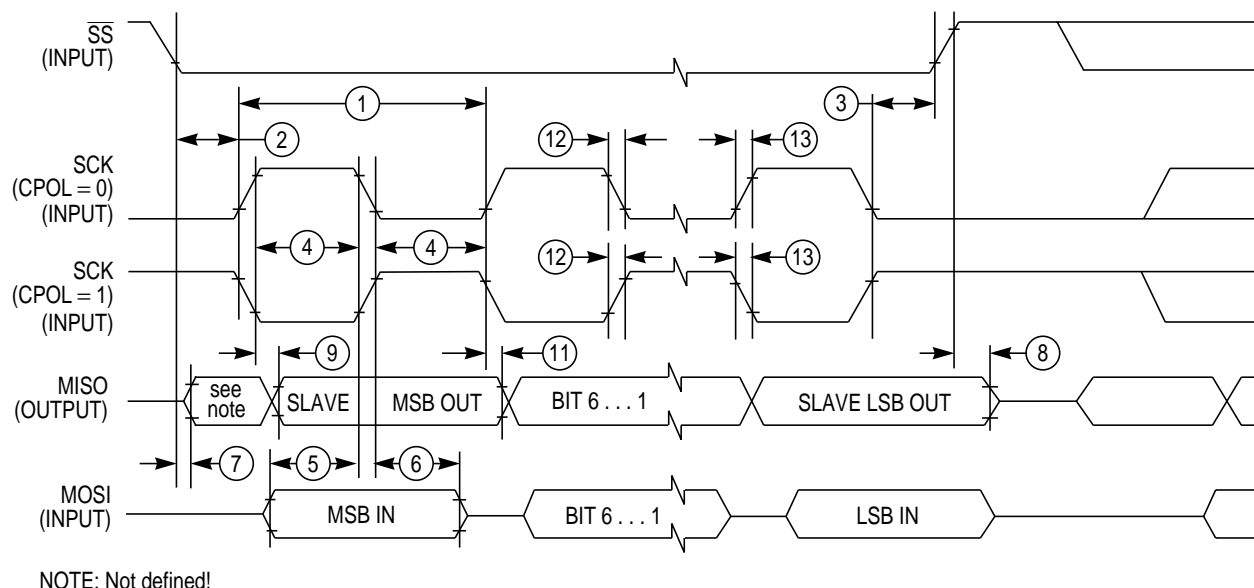 SS
(INPUT)
1
3
2
12
13
SCK
(CPOL = 0)
(INPUT)
4
4
12
13
SCK
(CPOL = 1)
(INPUT)
9
11
8
MISO
(OUTPUT)
see
note
SLAVE
MSB OUT
BIT 6 . . . 1
SLAVE LSB OUT
7
5
6
MOSI
(INPUT)
MSB IN
BIT 6 . . . 1
LSB IN
NOTE: Not defined!